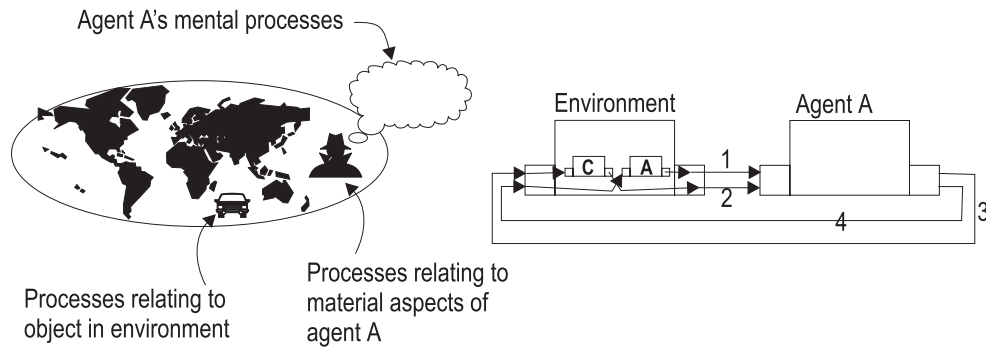 Agent A's mental processes
Environment
Agent A
C
A
1
2
4
3
Processes relating to
object in environment
Processes relating to
material aspects of
agent A